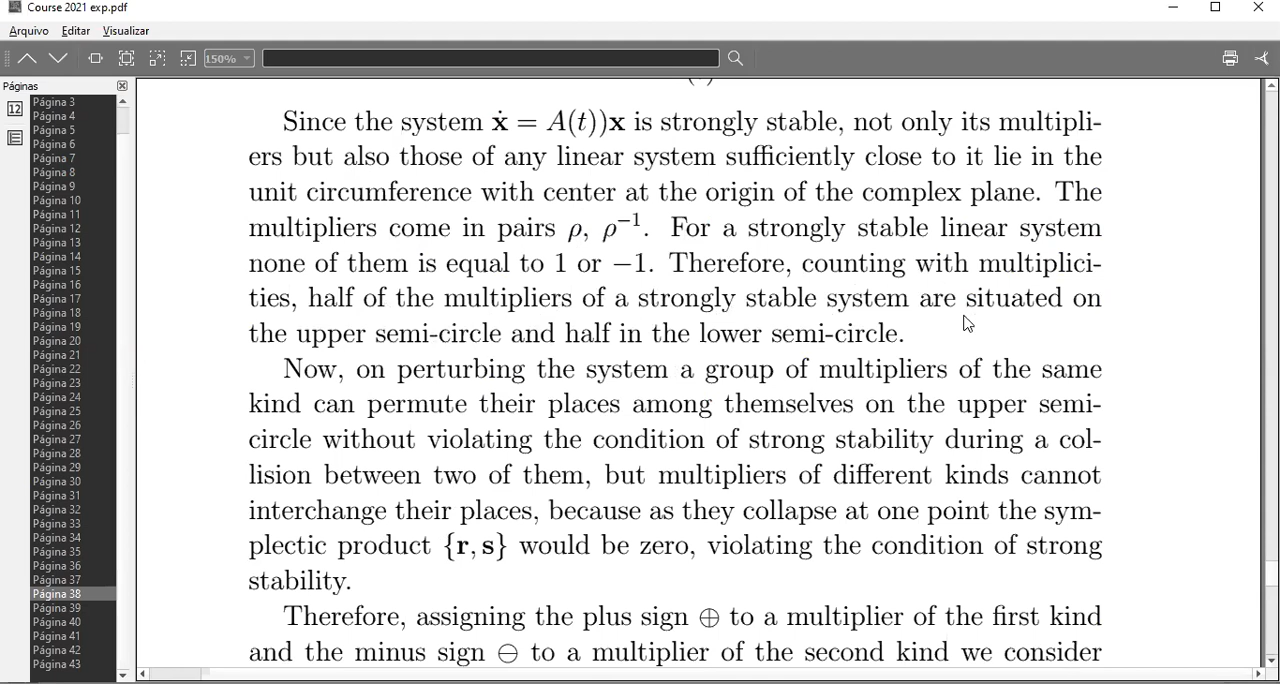 Course 2021 exp.pdf
Arquivo Editar Visualizar
150%
Páginas
12
Página 3
Página 4
Página 5
Página 6
Página 7
Página 8
Página 9
Página 10
Página 11
Página 12
Página 13
Página 14
Página 15
Página 16
Página 17
Página 18
Página 19
Página 20
Página 21
Página 22
Página 23
Página 24
Página 25
Página 26
Página 27
Página 28
Página 29
Página 30
Página 31
Página 32
Página 33
Página 34
Página 35
Página 36
Página 37
Página 38
Página 39
Página 40
Página 41
Página 42
Página 43
Since the system ẋ = A(t))x is strongly stable, not only its multipli-
ers but also those of any linear system sufficiently close to it lie in the
unit circumference with center at the origin of the complex plane. The
multipliers come in pairs ρ, ρ⁻¹. For a strongly stable linear system
none of them is equal to 1 or −1. Therefore, counting with multiplici-
ties, half of the multipliers of a strongly stable system are situated on
the upper semi-circle and half in the lower semi-circle.
Now, on perturbing the system a group of multipliers of the same
kind can permute their places among themselves on the upper semi-
circle without violating the condition of strong stability during a col-
lision between two of them, but multipliers of different kinds cannot
interchange their places, because as they collapse at one point the sym-
plectic product {r, s} would be zero, violating the condition of strong
stability.
Therefore, assigning the plus sign ⊕ to a multiplier of the first kind
and the minus sign ⊖ to a multiplier of the second kind we consider